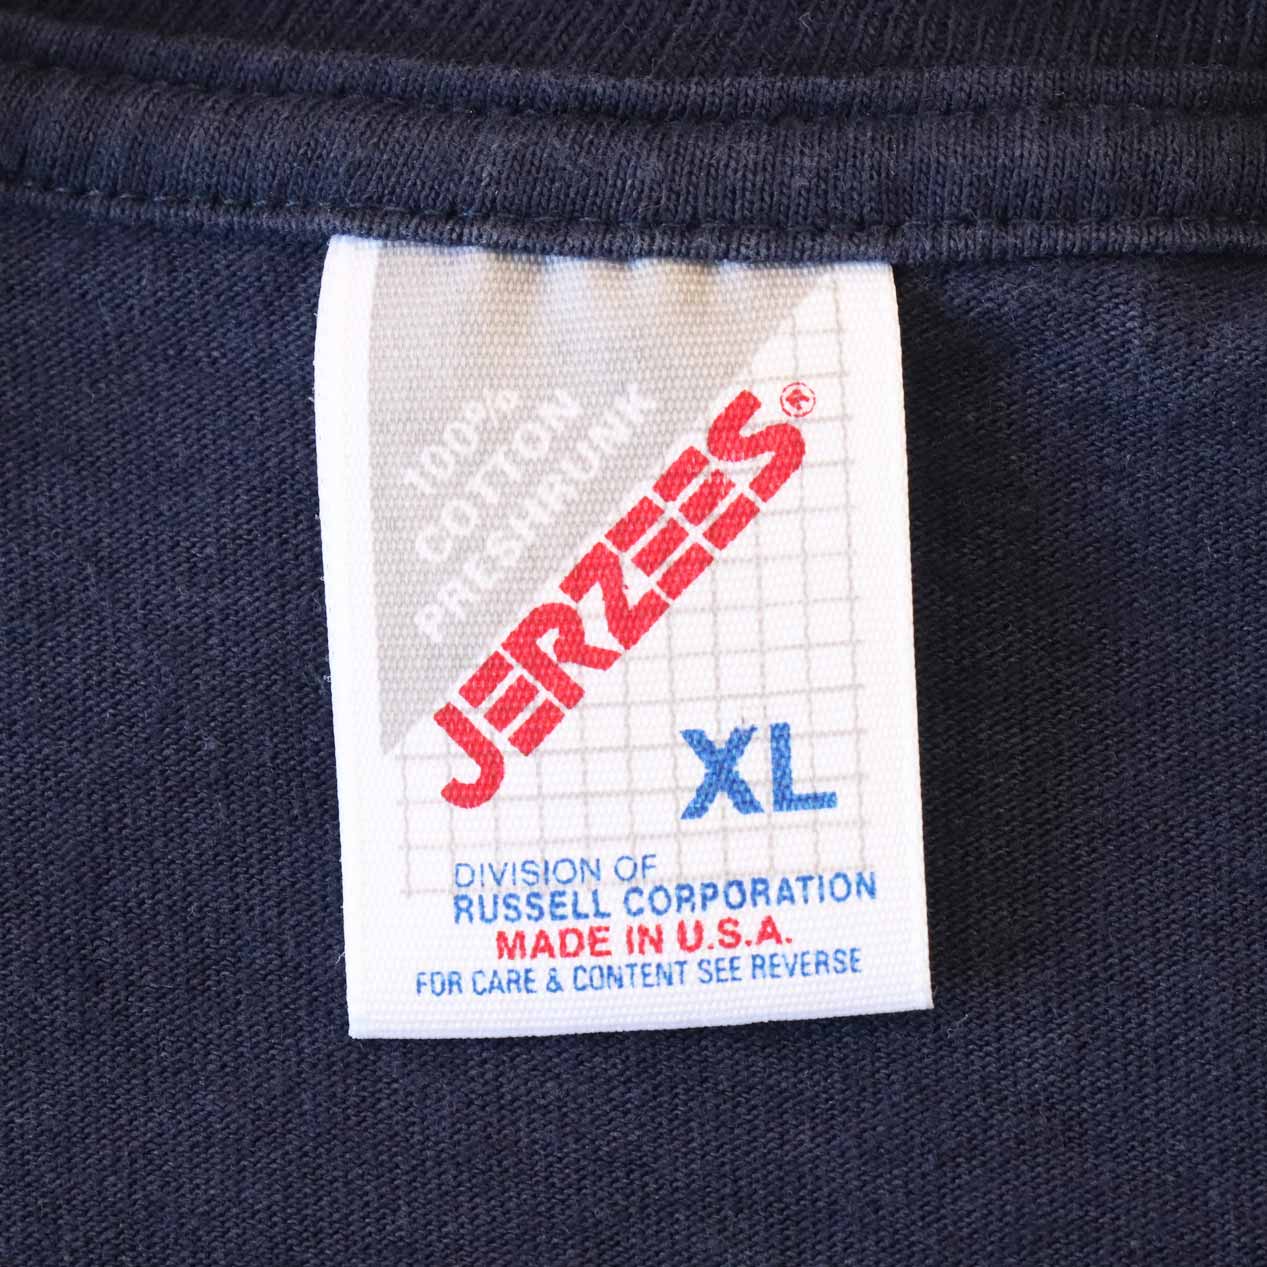 100%
COTTON
PRESHRUNK
JERZEES
XL
DIVISION OF
RUSSELL CORPORATION
MADE IN U.S.A.
FOR CARE & CONTENT SEE REVERSE